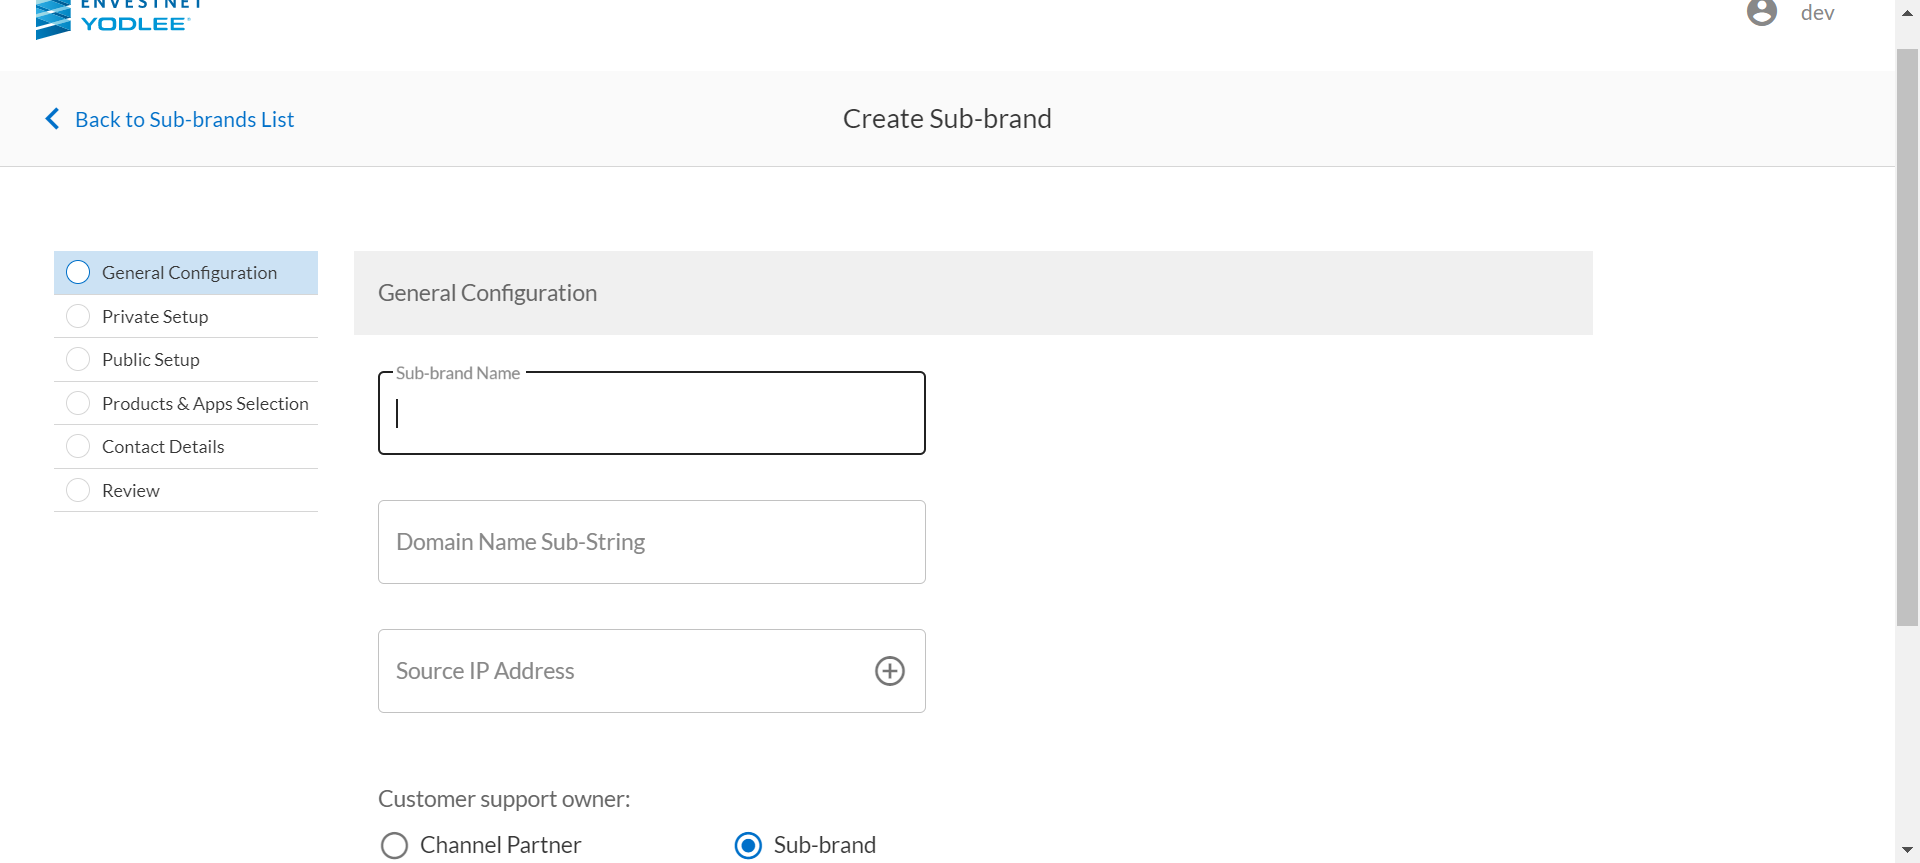 ENVESTNET
YODLEE
dev
Back to Sub-brands List
Create Sub-brand
General Configuration
Private Setup
Public Setup
Products & Apps Selection
Contact Details
Review
General Configuration
Sub-brand Name
Domain Name Sub-String
Source IP Address
Customer support owner:
Channel Partner
Sub-brand